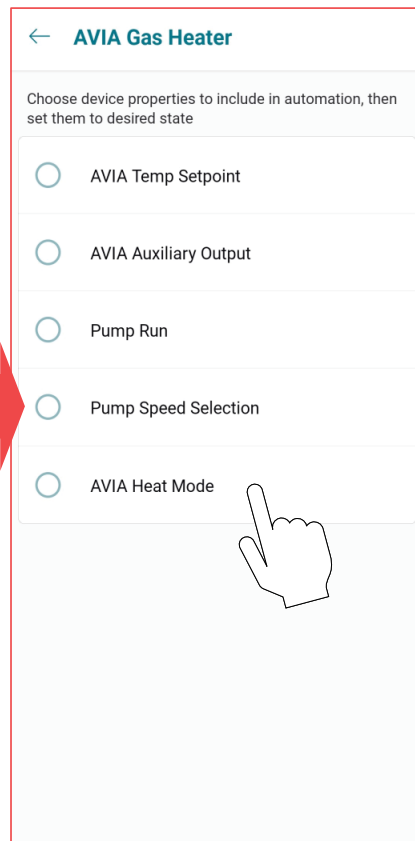 AVIA Gas Heater
Choose device properties to include in automation, then
set them to desired state
AVIA Temp Setpoint
AVIA Auxiliary Output
Pump Run
Pump Speed Selection
AVIA Heat Mode